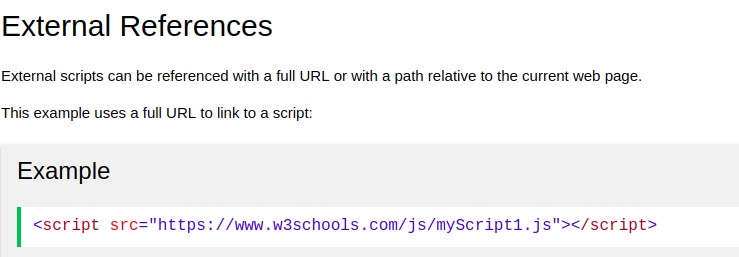 External References
External scripts can be referenced with a full URL or with a path relative to the current web page.
This example uses a full URL to link to a script:
Example
<script src="https://www.w3schools.com/js/myScript1.js"></script>